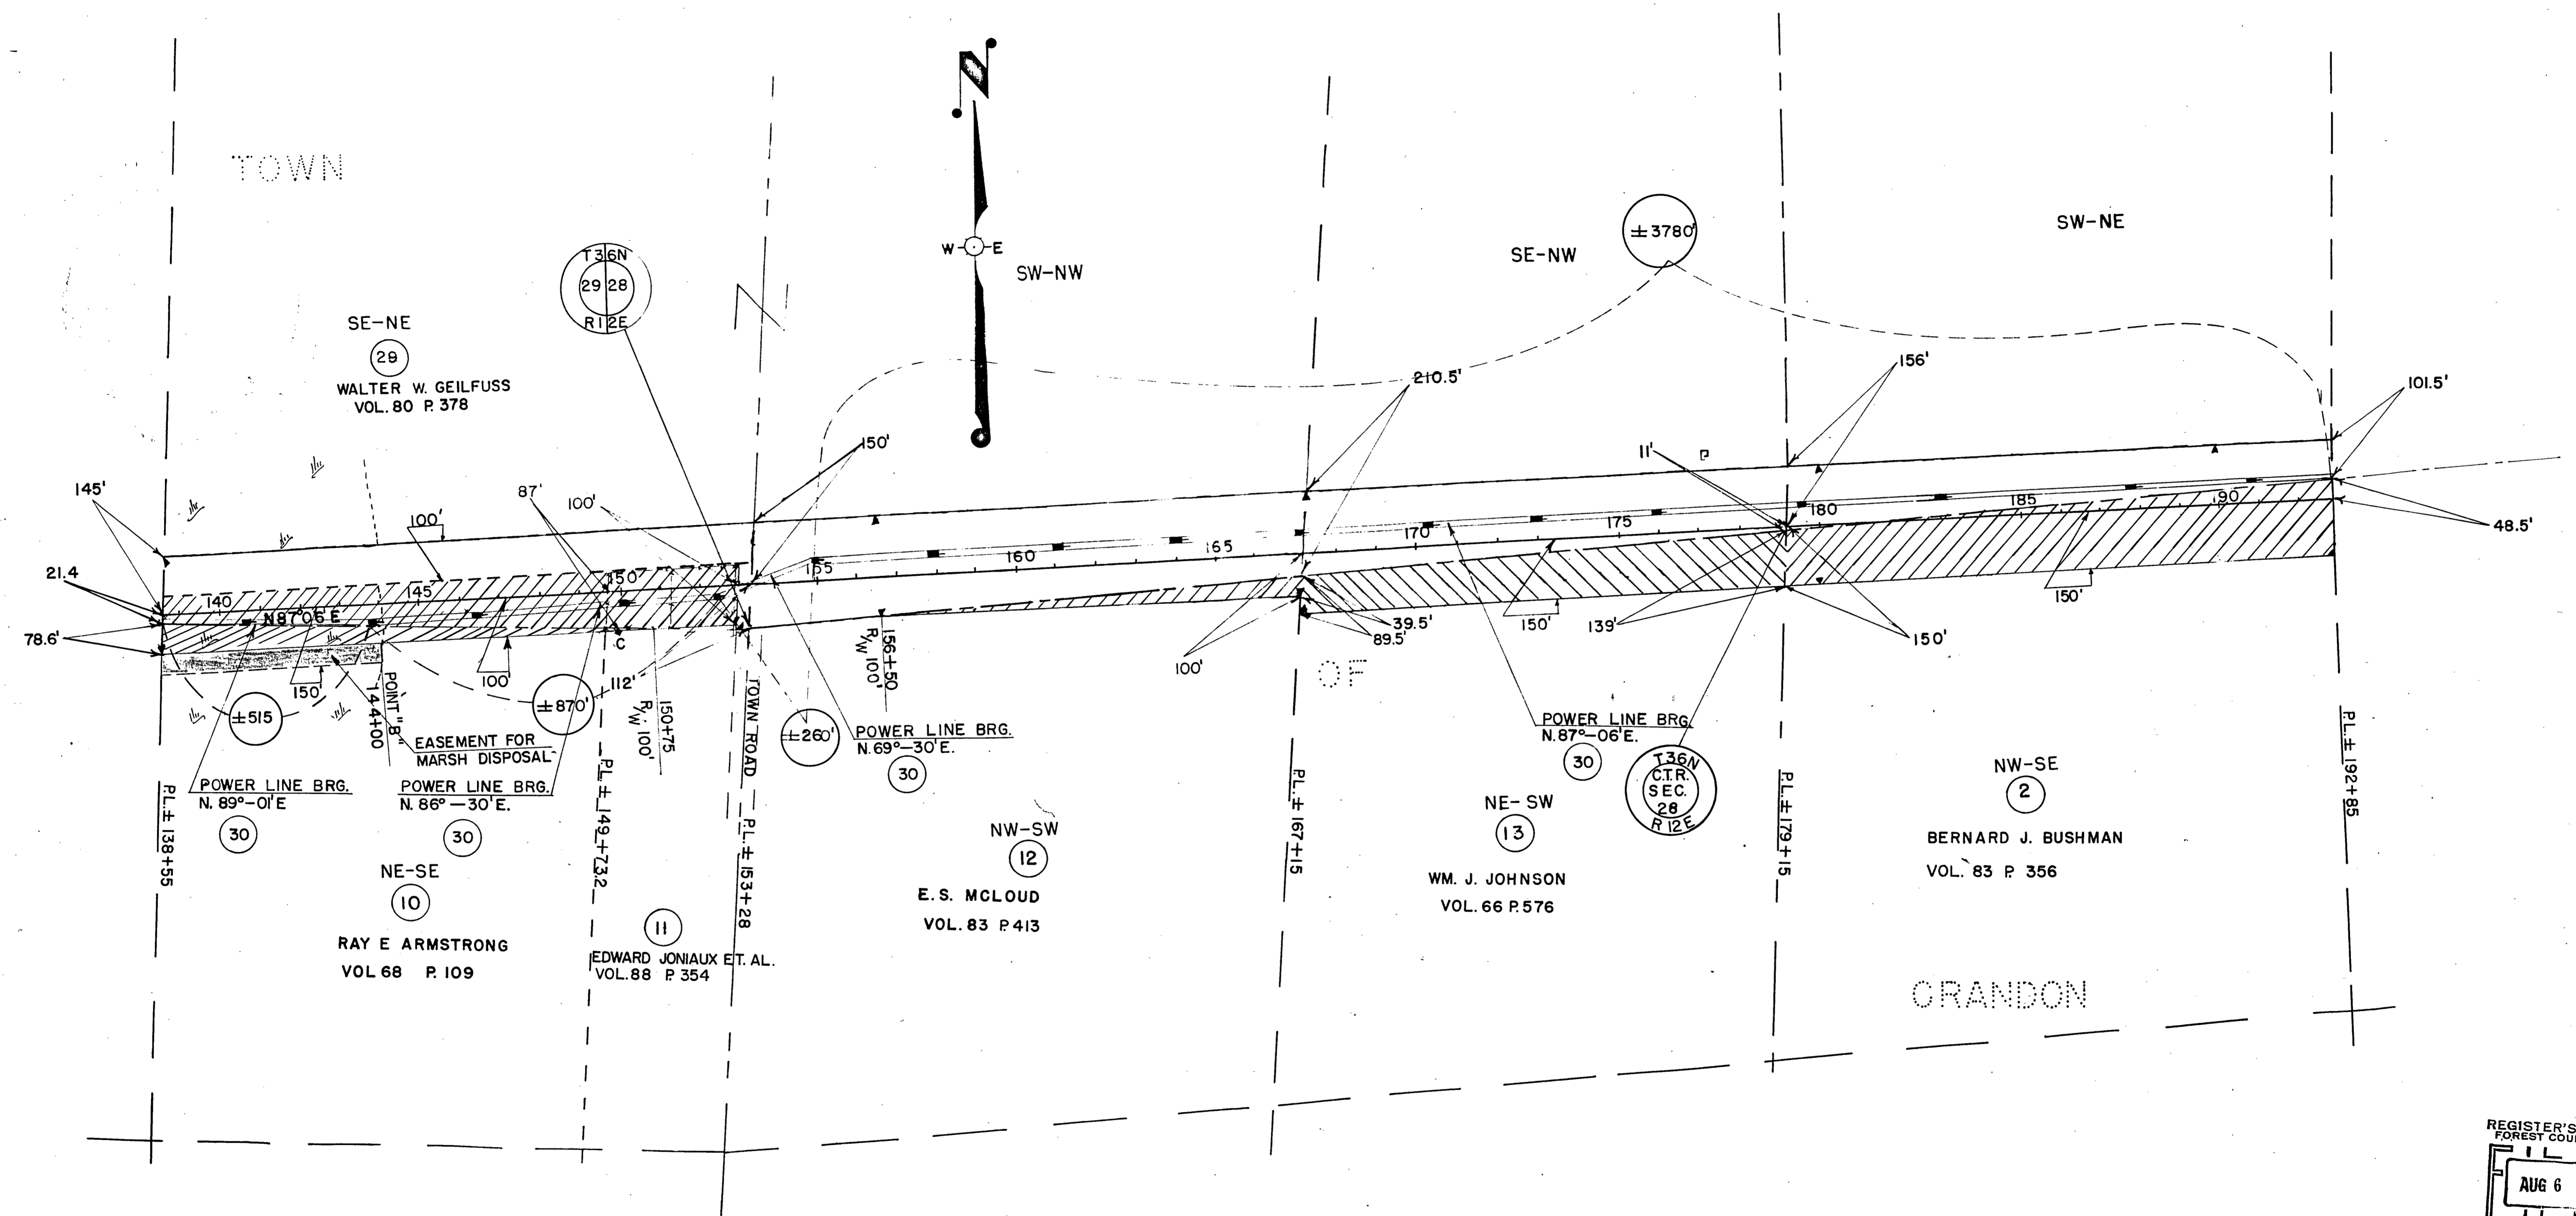 TOWN
N
W
E
SW-NW
SE-NW
±3780'
SW-NE
T36N
29 28
R12E
SE-NE
29
WALTER W. GEILFUSS
VOL. 80 P. 378
210.5'
156'
101.5'
150'
11'
145'
87'
100'
100'
21.4
78.6'
140
145
150
155
160
165
170
175
180
185
190
N87°06'E
48.5'
C
150'
100'
112'
±515
±870'
±260'
POINT "B"
144+00
150+75
R/W 100'
156+50
R/W 100'
TOWN ROAD
100'
39.5'
89.5'
150'
139'
150'
150'
OF
EASEMENT FOR
MARSH DISPOSAL
POWER LINE BRG.
N. 89°-01'E
30
POWER LINE BRG.
N. 86°-30'E.
30
POWER LINE BRG.
N. 69°-30'E.
30
POWER LINE BRG.
N. 87°-06'E.
30
T36N
CTR.
SEC.
28
R12E
P.L. ± 138+55
P.L. ± 149+73.2
P.L. ± 153+28
P.L. ± 167+15
P.L. ± 179+15
P.L. ± 192+85
NE-SE
10
RAY E ARMSTRONG
VOL 68 P. 109
11
EDWARD JONIAUX ET. AL.
VOL. 88 P. 354
NW-SW
12
E.S. MCLOUD
VOL. 83 P. 413
NE-SW
13
WM. J. JOHNSON
VOL. 66 P. 576
NW-SE
2
BERNARD J. BUSHMAN
VOL. 83 P. 356
CRANDON
REGISTER'S
FOREST COU
AUG 6